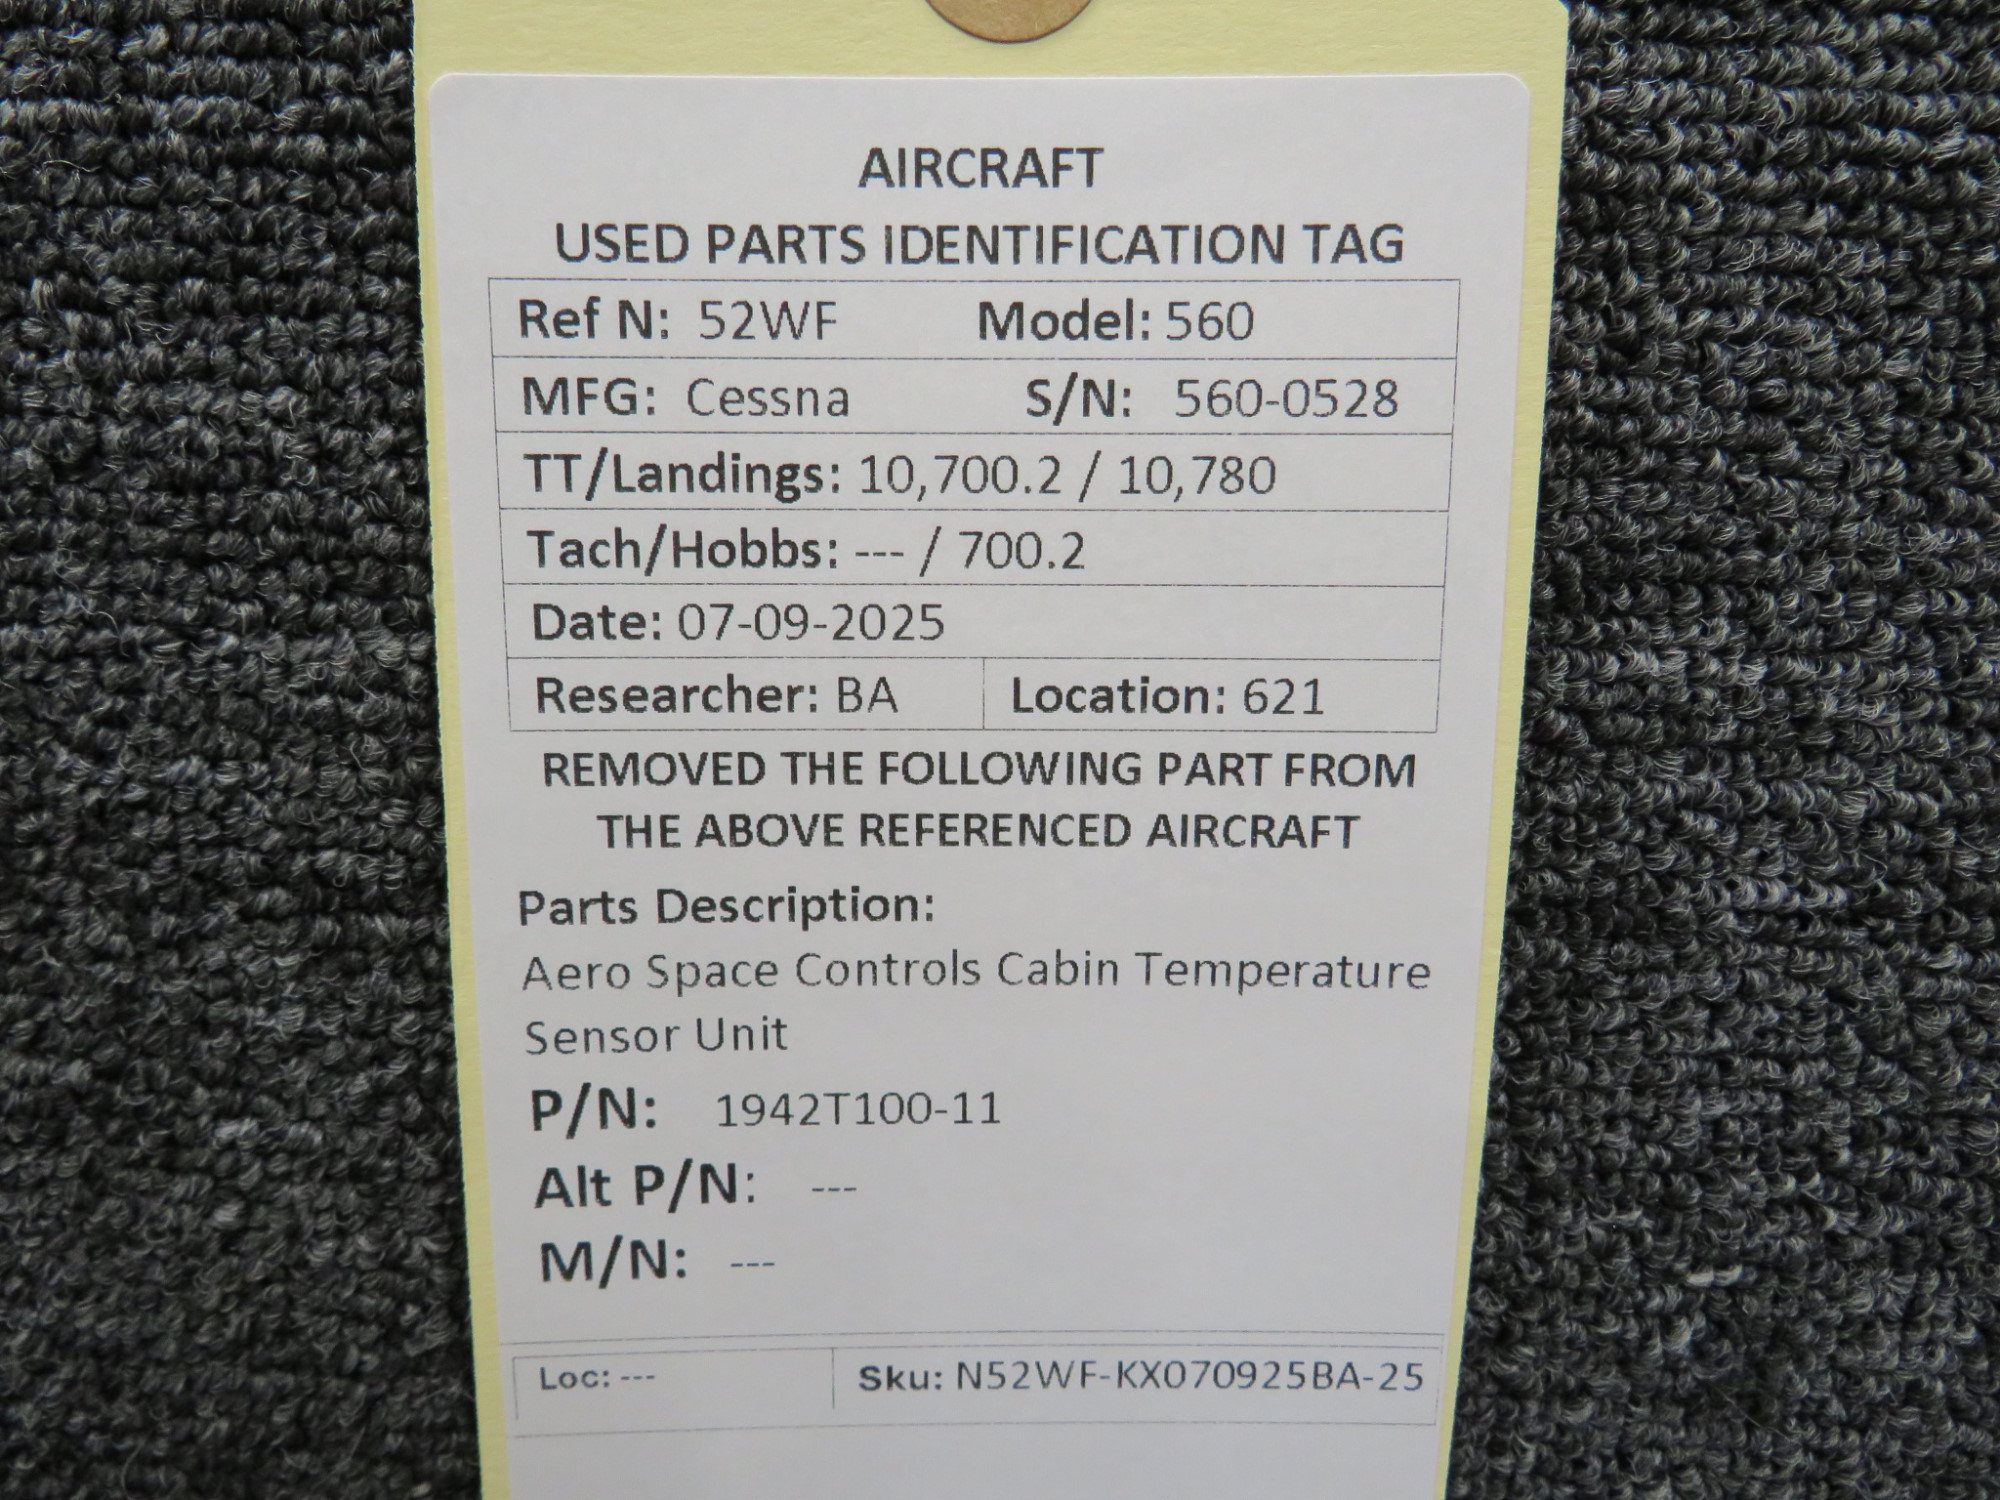 AIRCRAFT
USED PARTS IDENTIFICATION TAG
Ref N: 52WF Model: 560
MFG: Cessna S/N: 560-0528
TT/Landings: 10,700.2 / 10,780
Tach/Hobbs: --- / 700.2
Date: 07-09-2025
Researcher: BA Location: 621
REMOVED THE FOLLOWING PART FROM
THE ABOVE REFERENCED AIRCRAFT
Parts Description:
Aero Space Controls Cabin Temperature
Sensor Unit
P/N: 1942T100-11
Alt P/N: ---
M/N: ---
Loc: --- Sku: N52WF-KX070925BA-25